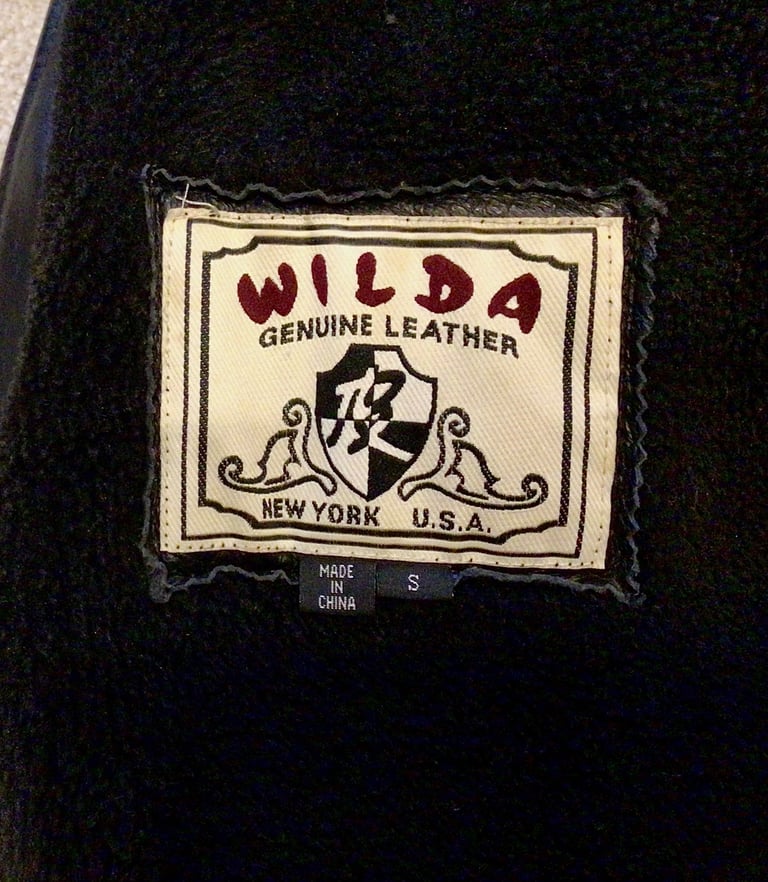 WILDA
GENUINE LEATHER
NEW YORK U.S.A.
MADE
IN
CHINA
S